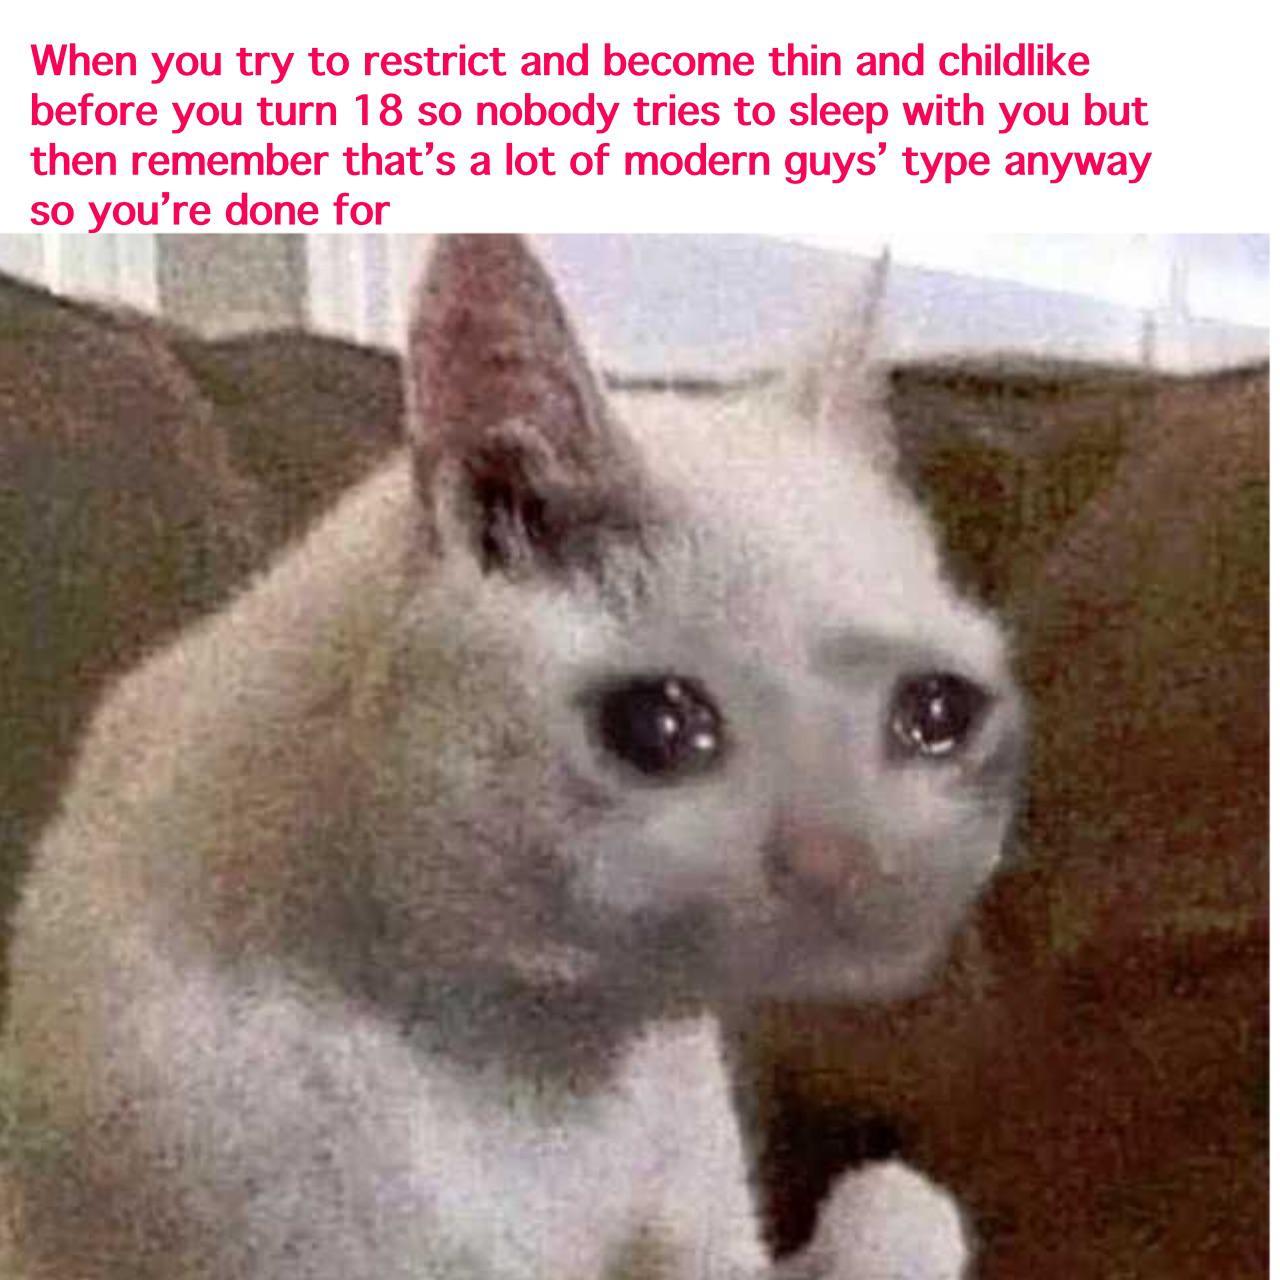 When you try to restrict and become thin and childlike
before you turn 18 so nobody tries to sleep with you but
then remember that’s a lot of modern guys’ type anyway
so you’re done for